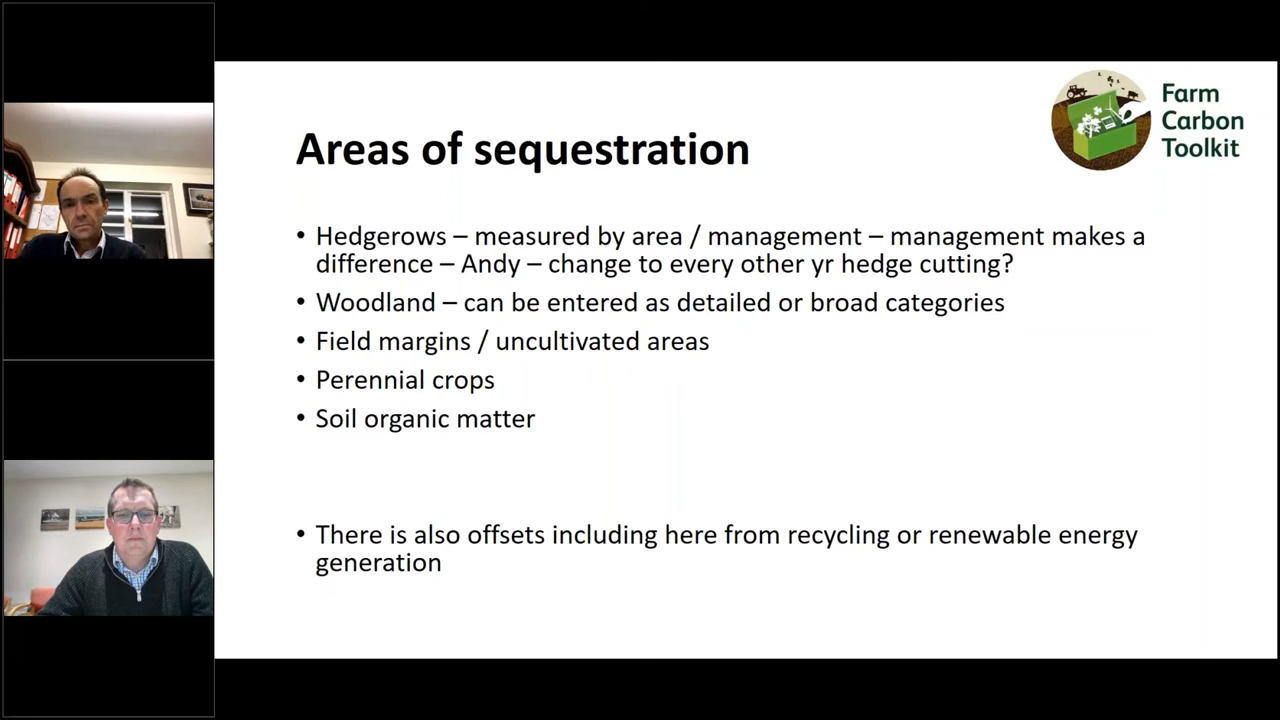 Farm
Carbon
Toolkit
Areas of sequestration
• Hedgerows – measured by area / management – management makes a
difference – Andy – change to every other yr hedge cutting?
• Woodland – can be entered as detailed or broad categories
• Field margins / uncultivated areas
• Perennial crops
• Soil organic matter
• There is also offsets including here from recycling or renewable energy
generation